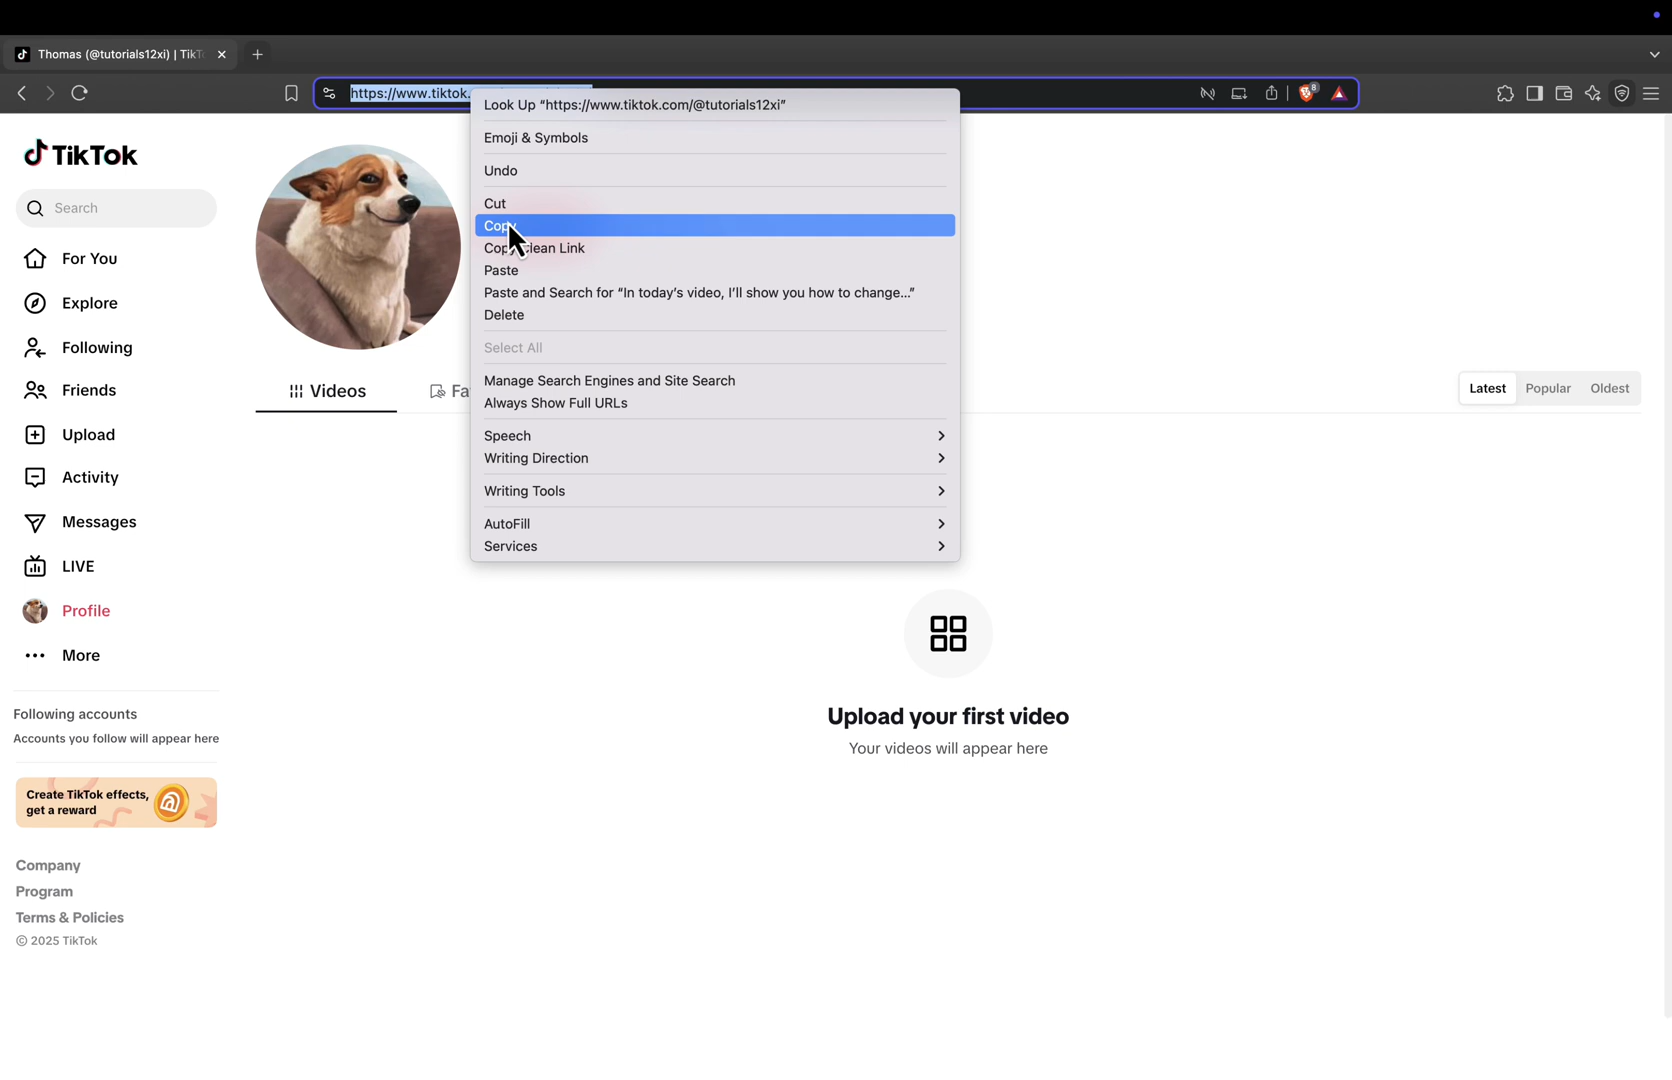 Thomas (@tutorials12xi) | TikT
8
https://www.tiktok.
Look Up “https://www.tiktok.com/@tutorials12xi”
Emoji & Symbols
Undo
Cut
Copy
Copy Clean Link
Paste
Paste and Search for “In today’s video, I’ll show you how to change...”
Delete
Select All
Manage Search Engines and Site Search
Always Show Full URLs
Speech
Writing Direction
Writing Tools
AutoFill
Services
TikTok
Search
For You
Explore
Following
Friends
Upload
Activity
Messages
LIVE
Profile
More
Following accounts
Accounts you follow will appear here
Create TikTok effects,
get a reward
Company
Program
Terms & Policies
© 2025 TikTok
Videos
Fa
Latest Popular Oldest
Upload your first video
Your videos will appear here